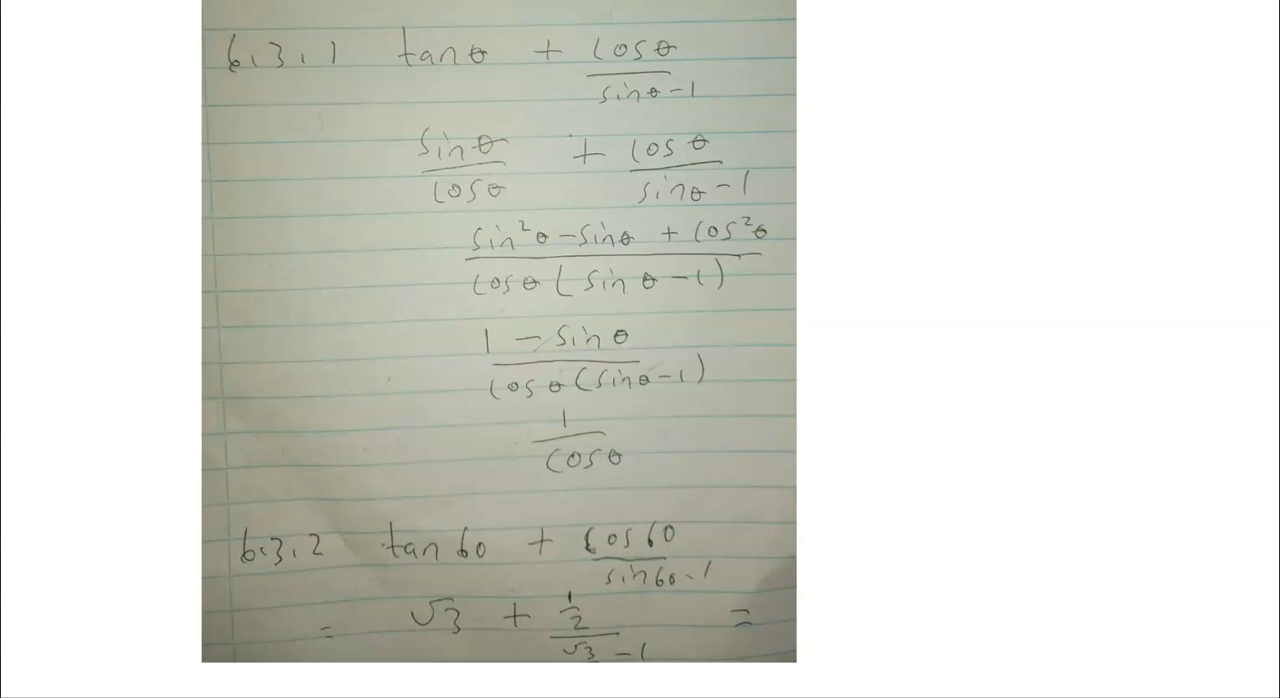 6.3.1 tanθ + cosθ/(sinθ-1)
sinθ/cosθ + cosθ/(sinθ-1)
(sin²θ-sinθ+cos²θ)/(cosθ(sinθ-1))
(1-sinθ)/(cosθ(sinθ-1))
1/cosθ
6.3.2 tan60 + cos60/(sin60-1)
= √3 + (1/2)/(√3-1) =